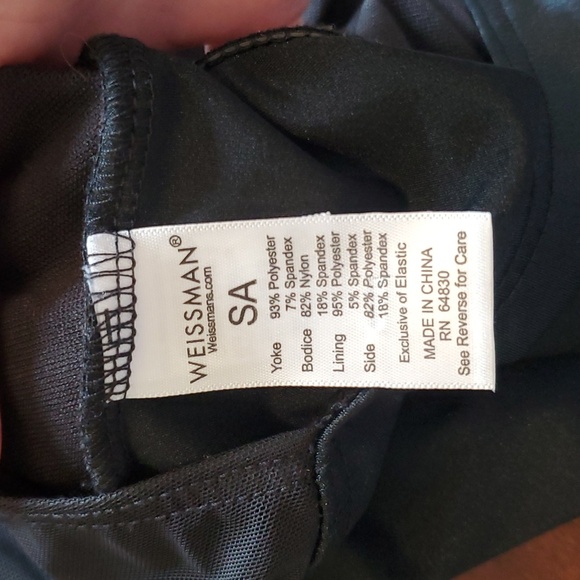 WEISSMAN®
Weissmans.com
SA
Yoke 93% Polyester
7% Spandex
Bodice 82% Nylon
18% Spandex
Lining 95% Polyester
5% Spandex
Side 82% Polyester
18% Spandex
Exclusive of Elastic
MADE IN CHINA
RN 64830
See Reverse for Care